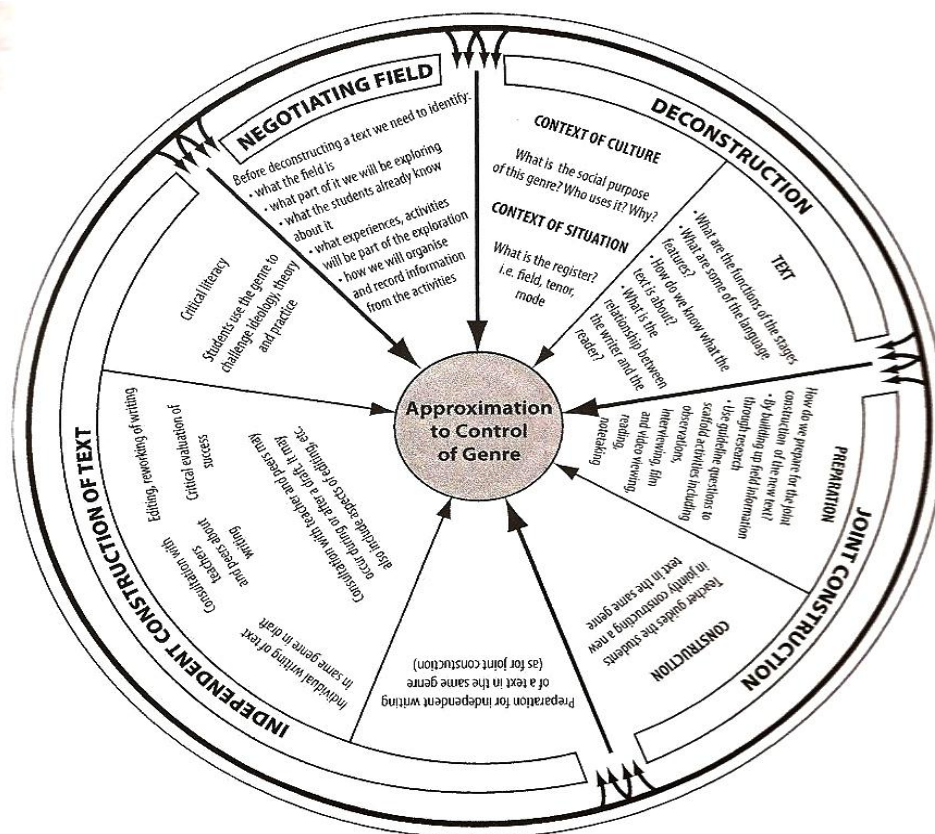 NEGOTIATING FIELD
Before deconstructing a text we need to identify:
• what the field is
• what part of it we will be exploring
• what the students already know
about it
• what experiences, activities
will be part of the exploration
• how we will organise
and record information
from the activities
DECONSTRUCTION
CONTEXT OF CULTURE
What is the social purpose
of this genre? Who uses it? Why?
CONTEXT OF SITUATION
What is the register?
i.e. field, tenor,
mode
TEXT
• What are the functions of the stages
• What are some of the language
features?
• How do we know what the
text is about?
• What is the
relationship between
the writer and the
reader?
JOINT CONSTRUCTION
PREPARATION
How do we prepare for the joint
construction of the new text?
• By building up field information
through research
• Use guideline questions to
scaffold activities including
observations,
interviewing, film
and video viewing,
reading,
notetaking
CONSTRUCTION
Teacher guides the students
in jointly constructing a new
text in the same genre
INDEPENDENT CONSTRUCTION OF TEXT
Preparation for independent writing
of a text in the same genre
(as for joint constuction)
Individual writing of text
in same genre in draft
Consultation with
teachers
and peers about
writing
Consultation with teacher and peers may
occur during or after a draft. It may
also include aspects of editing, etc.
Editing, reworking of writing
Critical evaluation of
success
Critical literacy
Students use the genre to
challenge ideology, theory
and practice
Approximation
to Control
of Genre